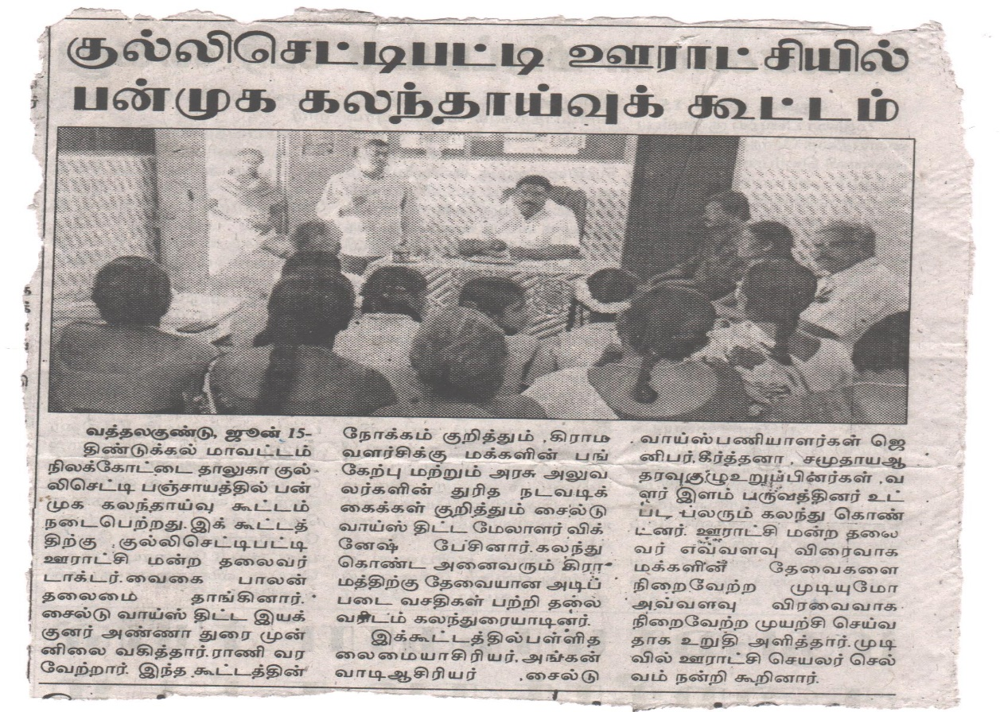 குல்லிசெட்டிபட்டி ஊராட்சியில்
பன்முக கலந்தாய்வுக் கூட்டம்
வத்தலகுண்டு, ஜூன் 15-
திண்டுக்கல் மாவட்டம்
நிலக்கோட்டை தாலுகா குல்
லிசெட்டி பஞ்சாயத்தில் பன்
முக கலந்தாய்வு கூட்டம்
நடைபெற்றது. இக் கூட்டத்
திற்கு குல்லிசெட்டிபட்டி
ஊராட்சி மன்ற தலைவர்
டாக்டர். வைகை பாலன்
தலைமை தாங்கினார்.
சைல்டு வாய்ஸ் திட்ட இயக்
குனர் அண்ணா துரை முன்
னிலை வகித்தார். ராணி வர
வேற்றார். இந்த கூட்டத்தின்
நோக்கம் குறித்தும் ,கிராம
வளர்சிக்கு மக்களின் பங்
கேற்பு மற்றும் அரசு அலுவ
லர்களின் துரித நடவடிக்
கைக்கள் குறித்தும் சைல்டு
வாய்ஸ் திட்ட மேலாளர் விக்
னேஷ் பேசினார். கலந்து
கொண்ட அனைவரும் கிரா
மத்திற்கு தேவையான அடிப்
படை வசதிகள் பற்றி தலை
வரிடம் கலந்துரையாடினர்.
இக்கூட்டத்தில்பள்ளித
லைமையாசிரியர், அங்கன்
வாடிஆசிரியர் ,சைல்டு
வாய்ஸ்பணியாளர்கள் ஜெ
னிபர்,கீர்த்தனா , சமூதாயஆ
தரவுகுழுஉறுப்பினர்கள் ,வ
ளர் இளம் பருவத்தினர் உட்
பட பலரும் கலந்து கொண்
டனர். ஊராட்சி மன்ற தலை
வர் எவ்வளவு விரைவாக
மக்களின் தேவைகளை
நிறைவேற்ற முடியுமோ
அவ்வளவு விரவைவாக
நிறைவேற்ற முயற்சி செய்வ
தாக உறுதி அளித்தார். முடி
வில் ஊராட்சி செயலர் செல்
வம் நன்றி கூறினார்.